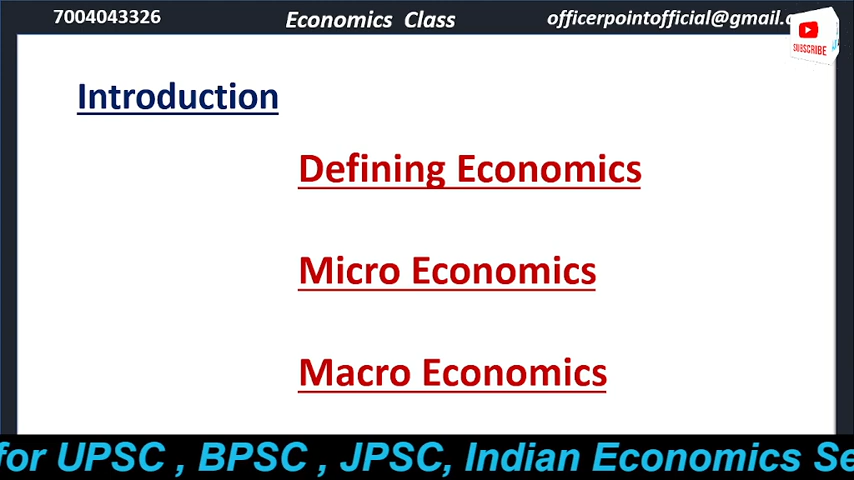 7004043326
Economics Class
officerpointofficial@gmail.c
SUBSCRIBE
Introduction
Defining Economics
Micro Economics
Macro Economics
for UPSC , BPSC , JPSC, Indian Economics Se